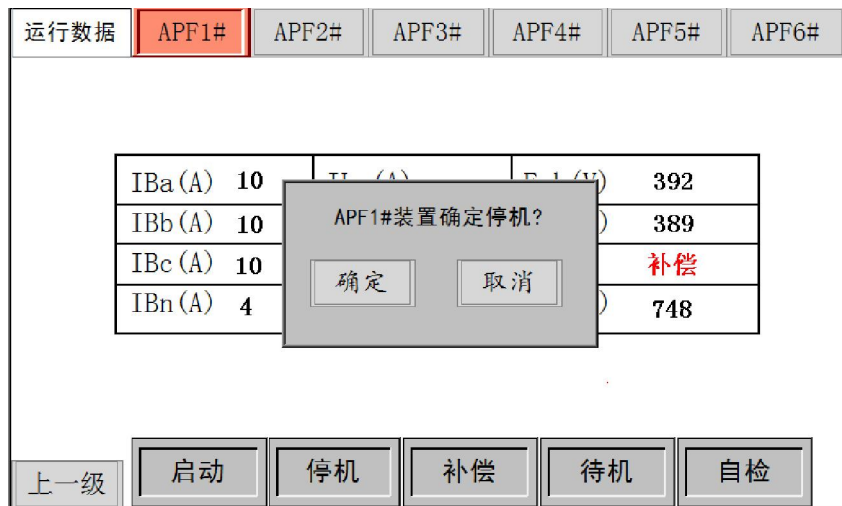 运行数据 APF1# APF2# APF3# APF4# APF5# APF6#
IBa(A) 10 392
IBb(A) 10 389
IBc(A) 10 补偿
IBn(A) 4 748
APF1#装置确定停机?
确定 取消
上一级 启动 停机 补偿 待机 自检